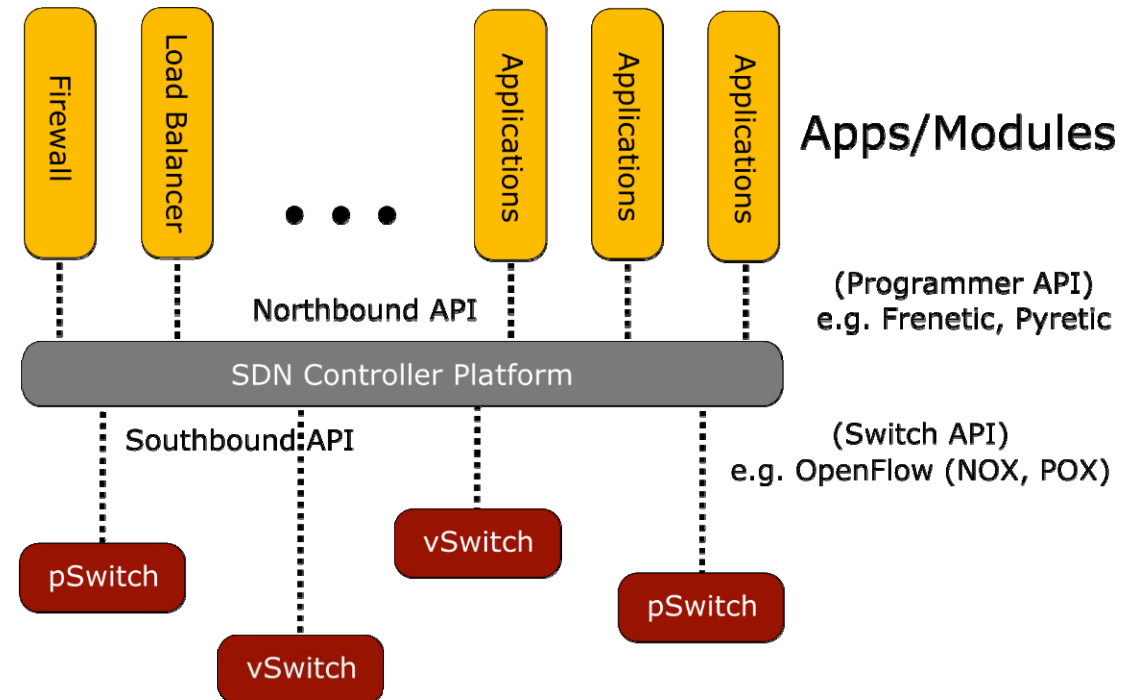 Firewall
Load Balancer
Applications
Applications
Applications
Apps/Modules
Northbound API
(Programmer API)
e.g. Frenetic, Pyretic
SDN Controller Platform
Southbound API
(Switch API)
e.g. OpenFlow (NOX, POX)
vSwitch
pSwitch
pSwitch
vSwitch